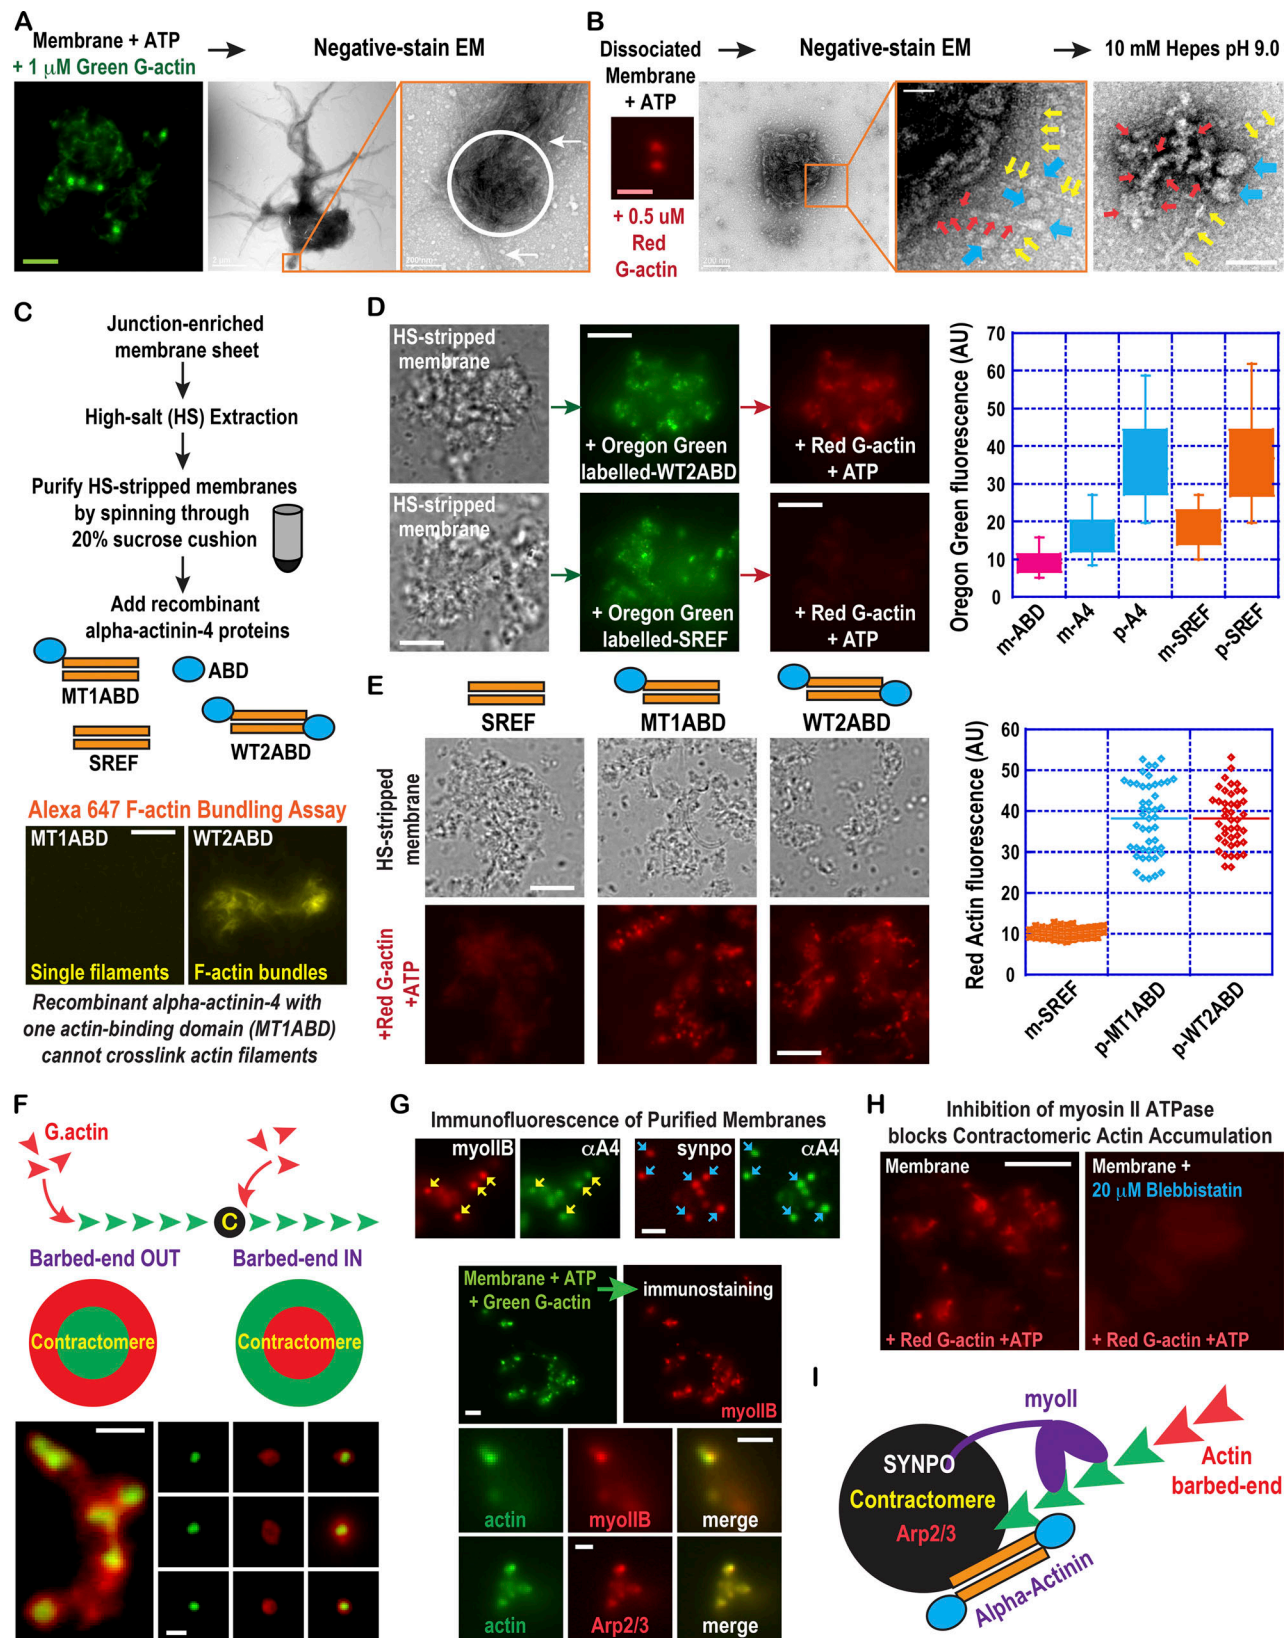 A
Membrane + ATP
+ 1 μM Green G-actin
Negative-stain EM
2 μm
200 nm
B
Dissociated
Membrane
+ ATP
+ 0.5 uM
Red
G-actin
Negative-stain EM
200 nm
10 mM Hepes pH 9.0
C
Junction-enriched
membrane sheet
High-salt (HS) Extraction
Purify HS-stripped membranes
by spinning through
20% sucrose cushion
Add recombinant
alpha-actinin-4 proteins
MT1ABD
ABD
SREF
WT2ABD
Alexa 647 F-actin Bundling Assay
MT1ABD
Single filaments
WT2ABD
F-actin bundles
Recombinant alpha-actinin-4 with
one actin-binding domain (MT1ABD)
cannot crosslink actin filaments
D
HS-stripped
membrane
+ Oregon Green
labelled-WT2ABD
+ Red G-actin
+ ATP
HS-stripped
membrane
+ Oregon Green
labelled-SREF
+ Red G-actin
+ ATP
Oregon Green fluorescence (AU)
70
60
50
40
30
20
10
0
m-ABD
m-A4
p-A4
m-SREF
p-SREF
E
SREF
MT1ABD
WT2ABD
HS-stripped
membrane
+Red G-actin
+ATP
Red Actin fluorescence (AU)
60
50
40
30
20
10
0
m-SREF
p-MT1ABD
p-WT2ABD
F
G.actin
C
Barbed-end OUT
Barbed-end IN
Contractomere
Contractomere
G
Immunofluorescence of Purified Membranes
myoIIB
αA4
synpo
αA4
Membrane + ATP
+ Green G-actin
immunostaining
myoIIB
actin
myoIIB
merge
actin
Arp2/3
merge
H
Inhibition of myosin II ATPase
blocks Contractomeric Actin Accumulation
Membrane
+ Red G-actin +ATP
Membrane +
20 μM Blebbistatin
+ Red G-actin +ATP
I
myoII
SYNPO
Contractomere
Arp2/3
Actin
barbed-end
Alpha-Actinin